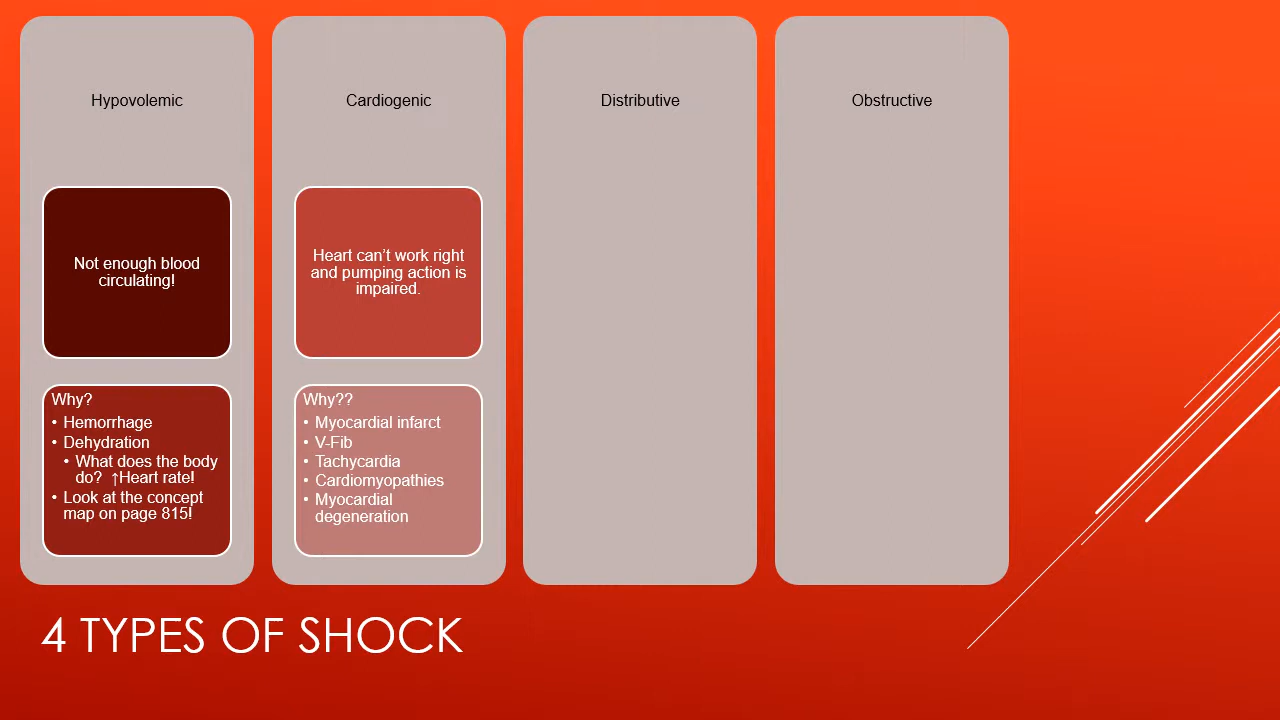 Hypovolemic
Not enough blood
circulating!
Why?
• Hemorrhage
• Dehydration
• What does the body
do? ↑Heart rate!
• Look at the concept
map on page 815!
Cardiogenic
Heart can’t work right
and pumping action is
impaired.
Why??
• Myocardial infarct
• V-Fib
• Tachycardia
• Cardiomyopathies
• Myocardial
degeneration
Distributive
Obstructive
4 TYPES OF SHOCK